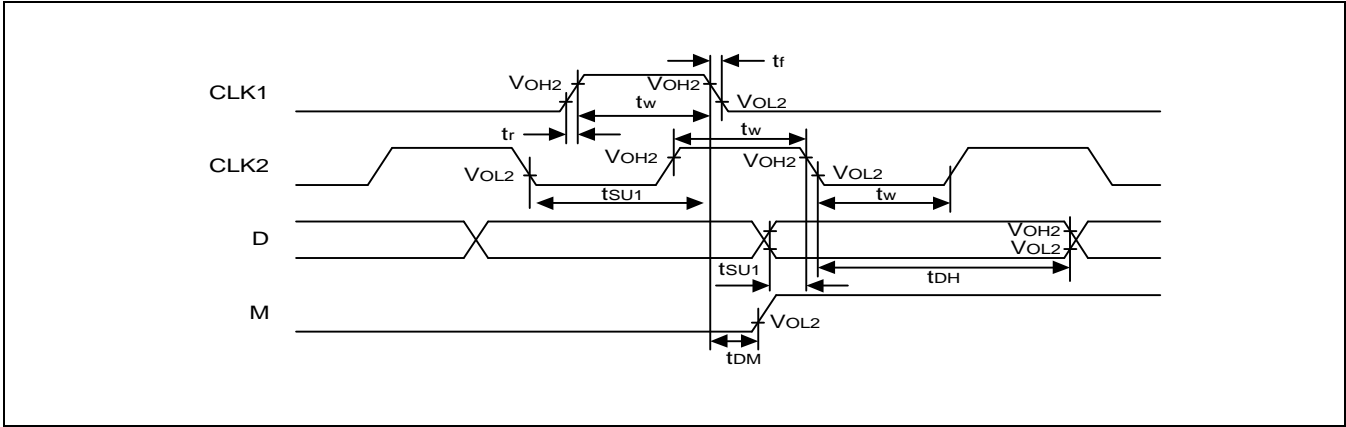 tf
VOH2 VOH2
CLK1 tw VOL2
tr tw
CLK2 VOH2 VOH2
VOL2 VOL2
tSU1 tw
D VOH2
VOL2
tSU1 tDH
M VOL2
tDM